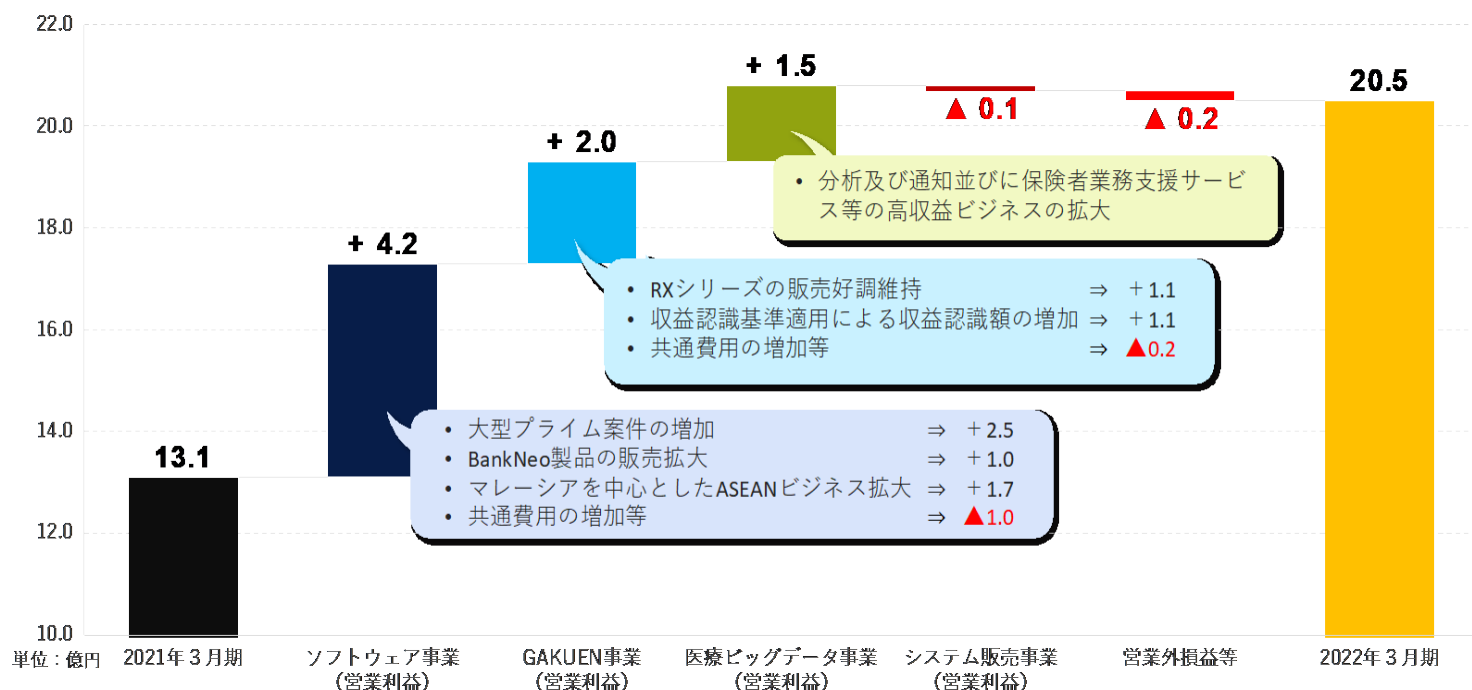 22.0
20.0
18.0
16.0
14.0
12.0
10.0
単位：億円
13.1
+ 4.2
+ 2.0
+ 1.5
▲ 0.1
▲ 0.2
20.5
• 分析及び通知並びに保険者業務支援サービ
ス等の高収益ビジネスの拡大
• RXシリーズの販売好調維持 ⇒ ＋1.1
• 収益認識基準適用による収益認識額の増加 ⇒ ＋1.1
• 共通費用の増加等 ⇒ ▲0.2
• 大型プライム案件の増加 ⇒ ＋2.5
• BankNeo製品の販売拡大 ⇒ ＋1.0
• マレーシアを中心としたASEANビジネス拡大 ⇒ ＋1.7
• 共通費用の増加等 ⇒ ▲1.0
2021年３月期
ソフトウェア事業
（営業利益）
GAKUEN事業
（営業利益）
医療ビッグデータ事業
（営業利益）
システム販売事業
（営業利益）
営業外損益等
2022年３月期